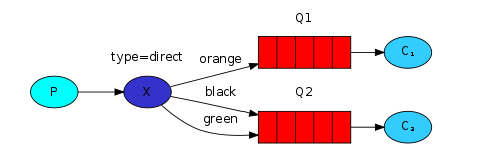 Q1
type=direct
orange
C₁
P
X
black
Q2
green
C₂